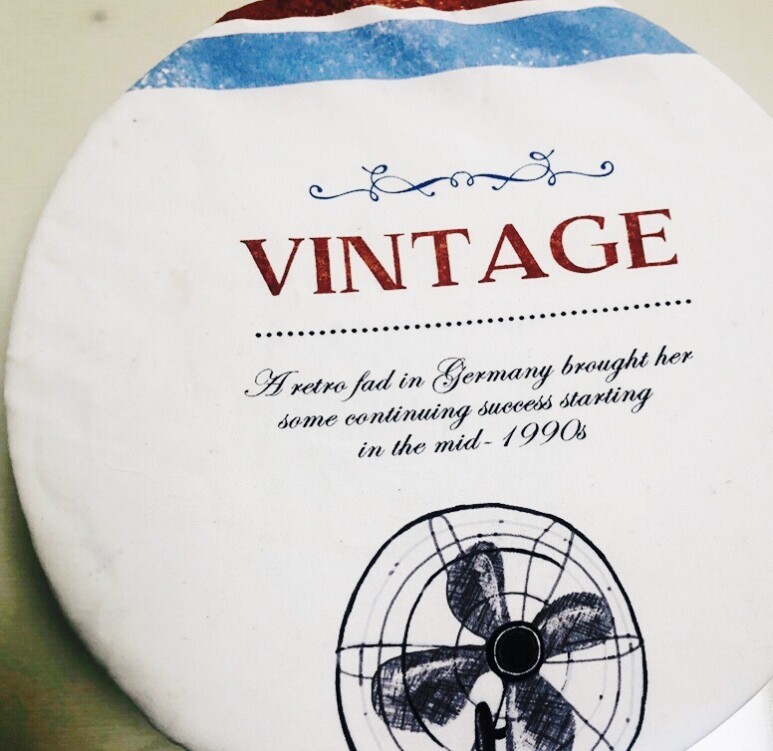 VINTAGE
A retro fad in Germany brought her
some continuing success starting
in the mid-1990s